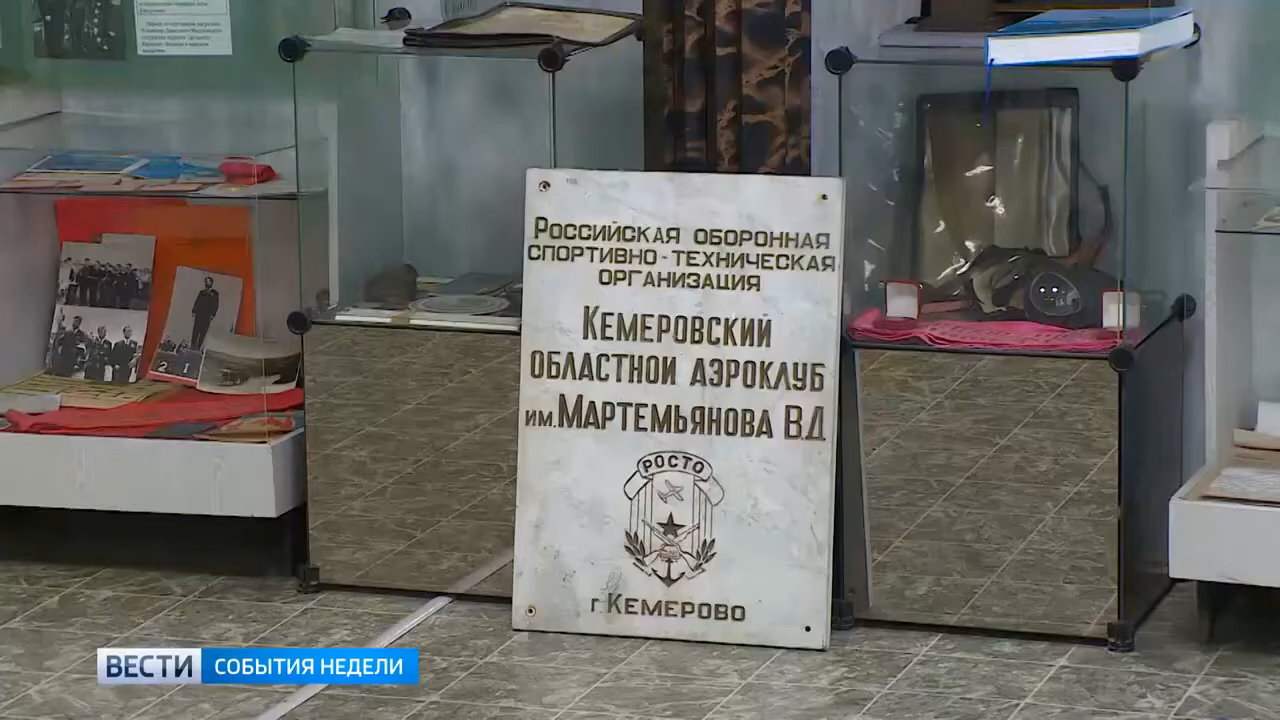 Российская оборонная
спортивно-техническая
организация
Кемеровский
областной аэроклуб
им. Мартемьянова В.Д.
РОСТО
г. Кемерово
ВЕСТИ СОБЫТИЯ НЕДЕЛИ